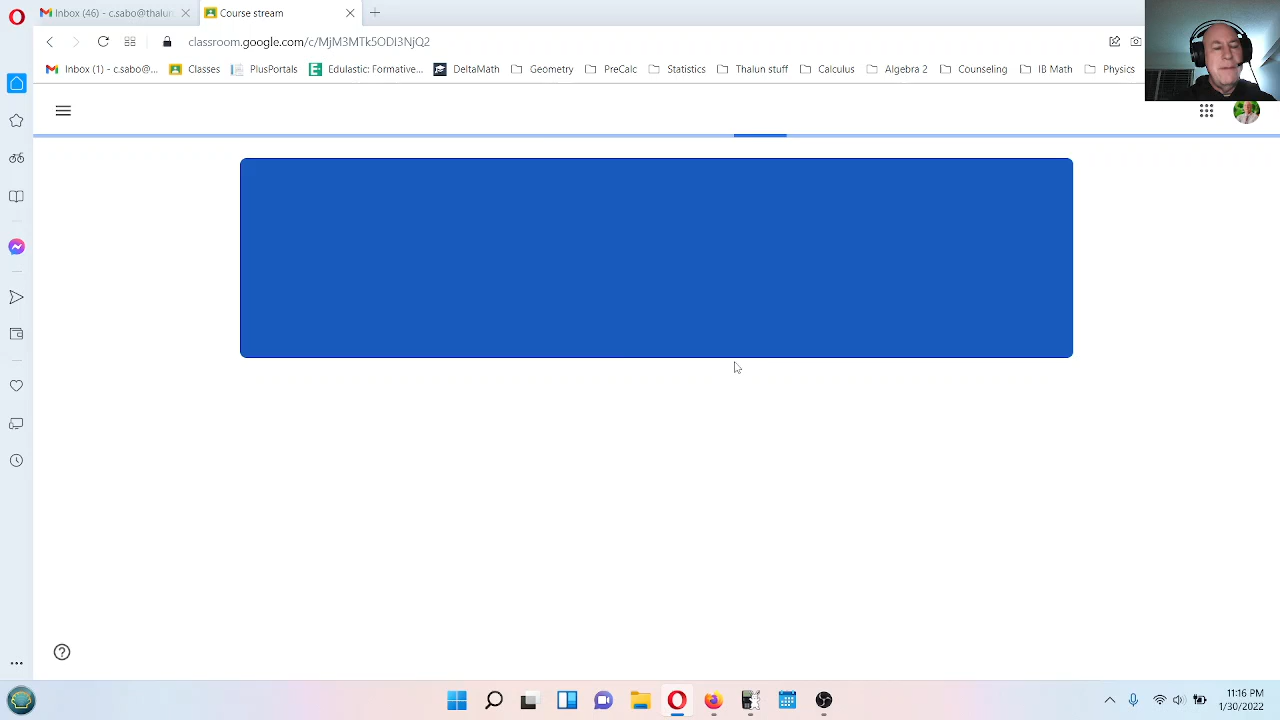 Inbox (46) - c.sabo@thalun
Course stream
classroom.google.com/c/MjM3MTk5ODI3NjQ2
Inbox (1) - c.sabo@...
Classes
PlusPortals
Edulastic: Formative...
DeltaMath
Geometry
PreCalc
Statistics
Thalun stuff
Calculus
Algebra 2
Counseling
IB Math
Physics
11:16 PM
1/30/2022